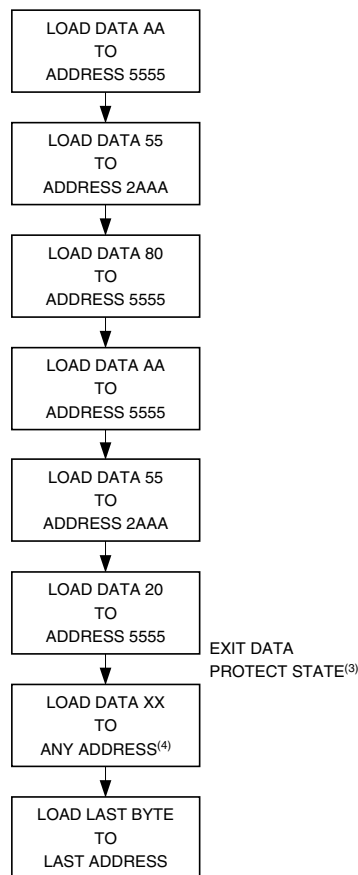 LOAD DATA AA
TO
ADDRESS 5555
LOAD DATA 55
TO
ADDRESS 2AAA
LOAD DATA 80
TO
ADDRESS 5555
LOAD DATA AA
TO
ADDRESS 5555
LOAD DATA 55
TO
ADDRESS 2AAA
LOAD DATA 20
TO
ADDRESS 5555
EXIT DATA
PROTECT STATE(3)
LOAD DATA XX
TO
ANY ADDRESS(4)
LOAD LAST BYTE
TO
LAST ADDRESS